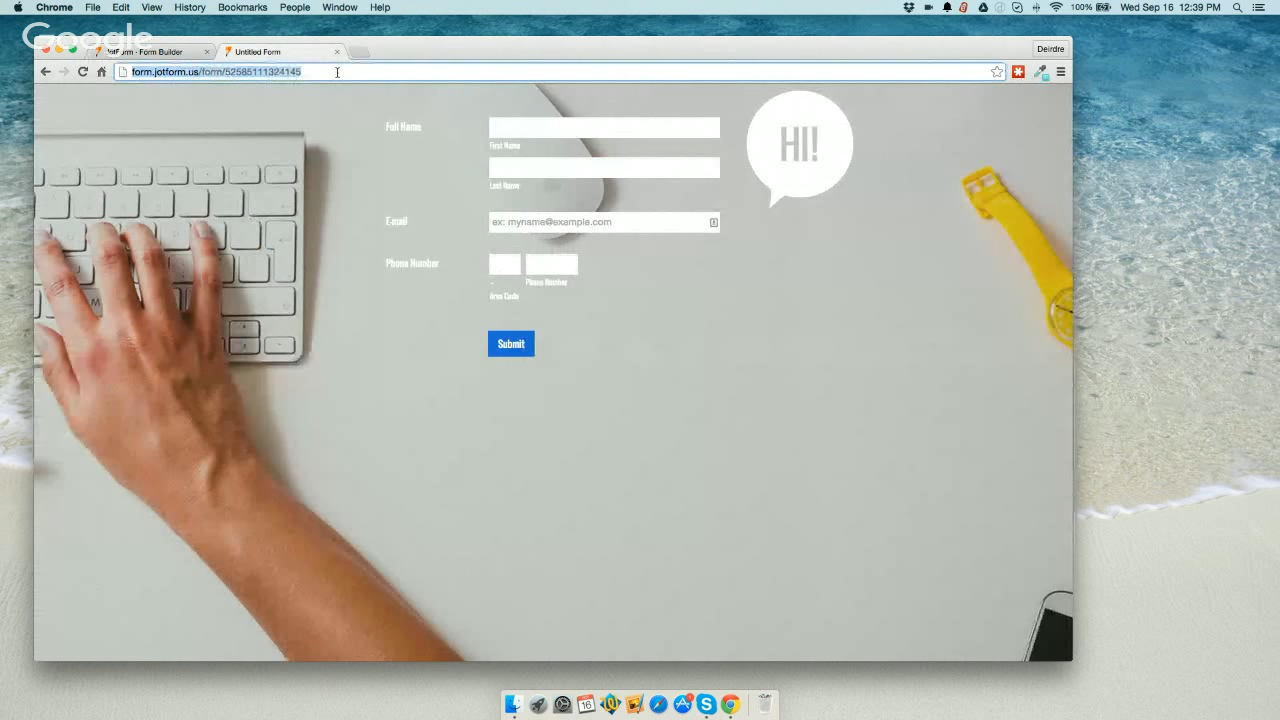 Chrome File Edit View History Bookmarks People Window Help
100% Wed Sep 16 12:39 PM
Google
JotForm · Form Builder
Untitled Form
Deirdre
form.jotform.us/form/52585111324145
Full Name
First Name
Last Name
HI!
E-mail
ex: myname@example.com
Phone Number
-
Area Code
Phone Number
Submit
16